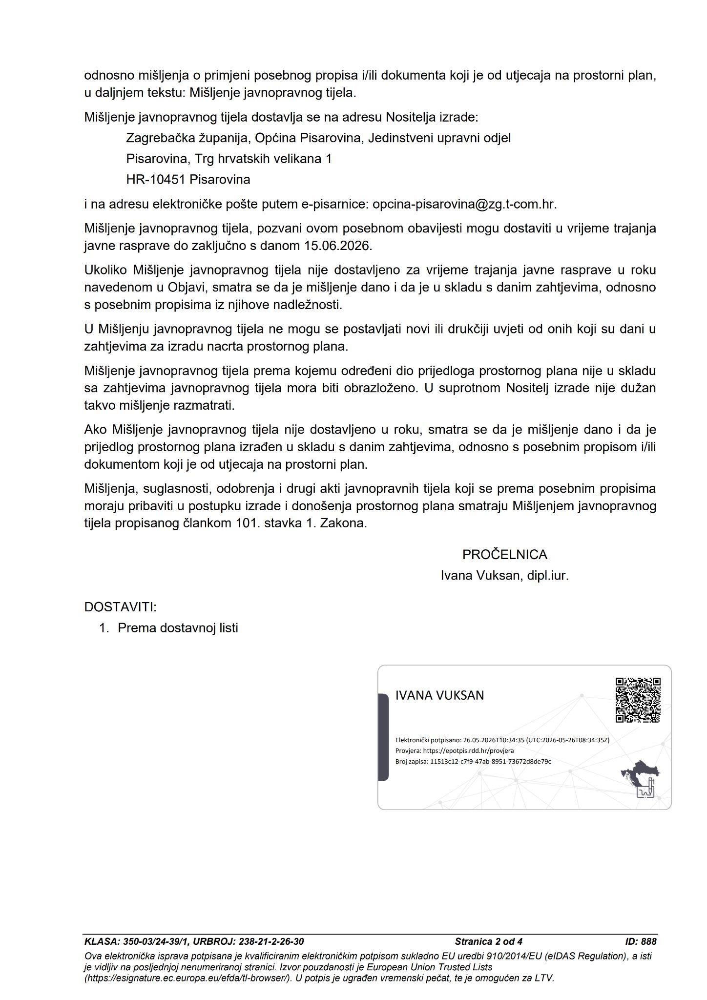 odnosno mišljenja o primjeni posebnog propisa i/ili dokumenta koji je od utjecaja na prostorni plan,
u daljnjem tekstu: Mišljenje javnopravnog tijela.
Mišljenje javnopravnog tijela dostavlja se na adresu Nositelja izrade:
Zagrebačka županija, Općina Pisarovina, Jedinstveni upravni odjel
Pisarovina, Trg hrvatskih velikana 1
HR-10451 Pisarovina
i na adresu elektroničke pošte putem e-pisarnice: opcina-pisarovina@zg.t-com.hr.
Mišljenje javnopravnog tijela, pozvani ovom posebnom obavijesti mogu dostaviti u vrijeme trajanja
javne rasprave do zaključno s danom 15.06.2026.
Ukoliko Mišljenje javnopravnog tijela nije dostavljeno za vrijeme trajanja javne rasprave u roku
navedenom u Objavi, smatra se da je mišljenje dano i da je u skladu s danim zahtjevima, odnosno
s posebnim propisima iz njihove nadležnosti.
U Mišljenju javnopravnog tijela ne mogu se postavljati novi ili drukčiji uvjeti od onih koji su dani u
zahtjevima za izradu nacrta prostornog plana.
Mišljenje javnopravnog tijela prema kojemu određeni dio prijedloga prostornog plana nije u skladu
sa zahtjevima javnopravnog tijela mora biti obrazloženo. U suprotnom Nositelj izrade nije dužan
takvo mišljenje razmatrati.
Ako Mišljenje javnopravnog tijela nije dostavljeno u roku, smatra se da je mišljenje dano i da je
prijedlog prostornog plana izrađen u skladu s danim zahtjevima, odnosno s posebnim propisom i/ili
dokumentom koji je od utjecaja na prostorni plan.
Mišljenja, suglasnosti, odobrenja i drugi akti javnopravnih tijela koji se prema posebnim propisima
moraju pribaviti u postupku izrade i donošenja prostornog plana smatraju Mišljenjem javnopravnog
tijela propisanog člankom 101. stavka 1. Zakona.
PROČELNICA
Ivana Vuksan, dipl.iur.
DOSTAVITI:
1. Prema dostavnoj listi
IVANA VUKSAN
Elektronički potpisano: 26.05.2026T10:34:35 (UTC:2026-05-26T08:34:35Z)
Provjera: https://epotpis.rdd.hr/provjera
Broj zapisa: 11513c12-c7f9-47ab-8951-73672d8de79c
KLASA: 350-03/24-39/1, URBROJ: 238-21-2-26-30 Stranica 2 od 4 ID: 888
Ova elektronička isprava potpisana je kvalificiranim elektroničkim potpisom sukladno EU uredbi 910/2014/EU (eIDAS Regulation), a isti
je vidljiv na posljednjoj nenumeriranoj stranici. Izvor pouzdanosti je European Union Trusted Lists
(https://esignature.ec.europa.eu/efda/tl-browser/). U potpis je ugrađen vremenski pečat, te je omogućen za LTV.